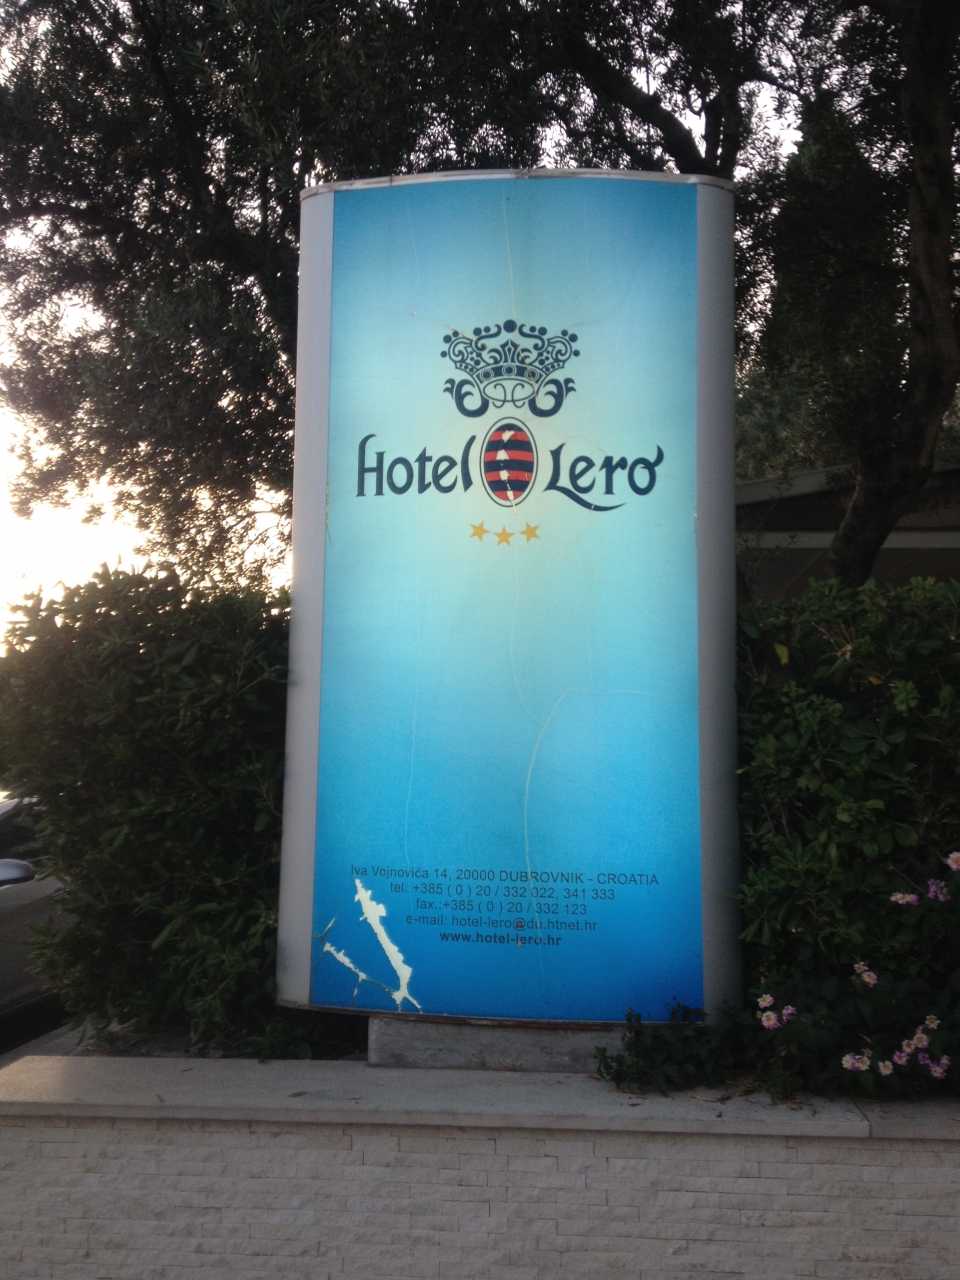 Hotel Lero
Iva Vojnovića 14, 20000 DUBROVNIK - CROATIA
tel.:+385 ( 0 ) 20 / 332 022, 341 333
fax.:+385 ( 0 ) 20 / 332 123
e-mail: hotel-lero@du.htnet.hr
www.hotel-lero.hr